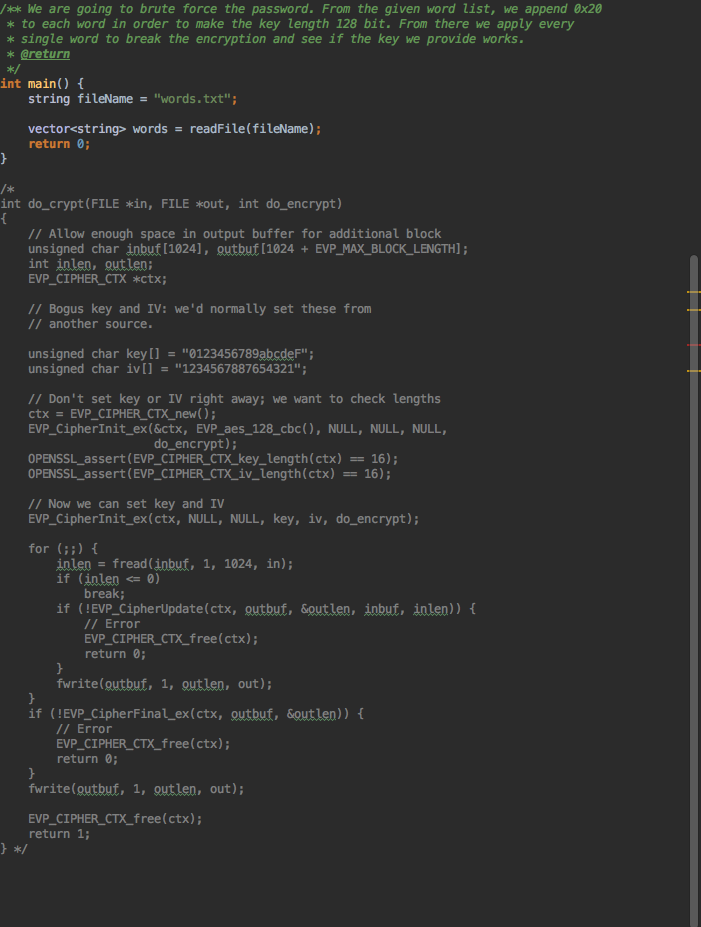 /** We are going to brute force the password. From the given word list, we append 0x20
 * to each word in order to make the key length 128 bit. From there we apply every
 * single word to break the encryption and see if the key we provide works.
 * @return
 */
int main() {
    string fileName = "words.txt";

    vector<string> words = readFile(fileName);
    return 0;
}

/*
int do_crypt(FILE *in, FILE *out, int do_encrypt)
{
    // Allow enough space in output buffer for additional block
    unsigned char inbuf[1024], outbuf[1024 + EVP_MAX_BLOCK_LENGTH];
    int inlen, outlen;
    EVP_CIPHER_CTX *ctx;

    // Bogus key and IV: we'd normally set these from
    // another source.

    unsigned char key[] = "0123456789abcdeF";
    unsigned char iv[] = "1234567887654321";

    // Don't set key or IV right away; we want to check lengths
    ctx = EVP_CIPHER_CTX_new();
    EVP_CipherInit_ex(&ctx, EVP_aes_128_cbc(), NULL, NULL, NULL,
                      do_encrypt);
    OPENSSL_assert(EVP_CIPHER_CTX_key_length(ctx) == 16);
    OPENSSL_assert(EVP_CIPHER_CTX_iv_length(ctx) == 16);

    // Now we can set key and IV
    EVP_CipherInit_ex(ctx, NULL, NULL, key, iv, do_encrypt);

    for (;;) {
        inlen = fread(inbuf, 1, 1024, in);
        if (inlen <= 0)
            break;
        if (!EVP_CipherUpdate(ctx, outbuf, &outlen, inbuf, inlen)) {
            // Error
            EVP_CIPHER_CTX_free(ctx);
            return 0;
        }
        fwrite(outbuf, 1, outlen, out);
    }
    if (!EVP_CipherFinal_ex(ctx, outbuf, &outlen)) {
        // Error
        EVP_CIPHER_CTX_free(ctx);
        return 0;
    }
    fwrite(outbuf, 1, outlen, out);

    EVP_CIPHER_CTX_free(ctx);
    return 1;
} */